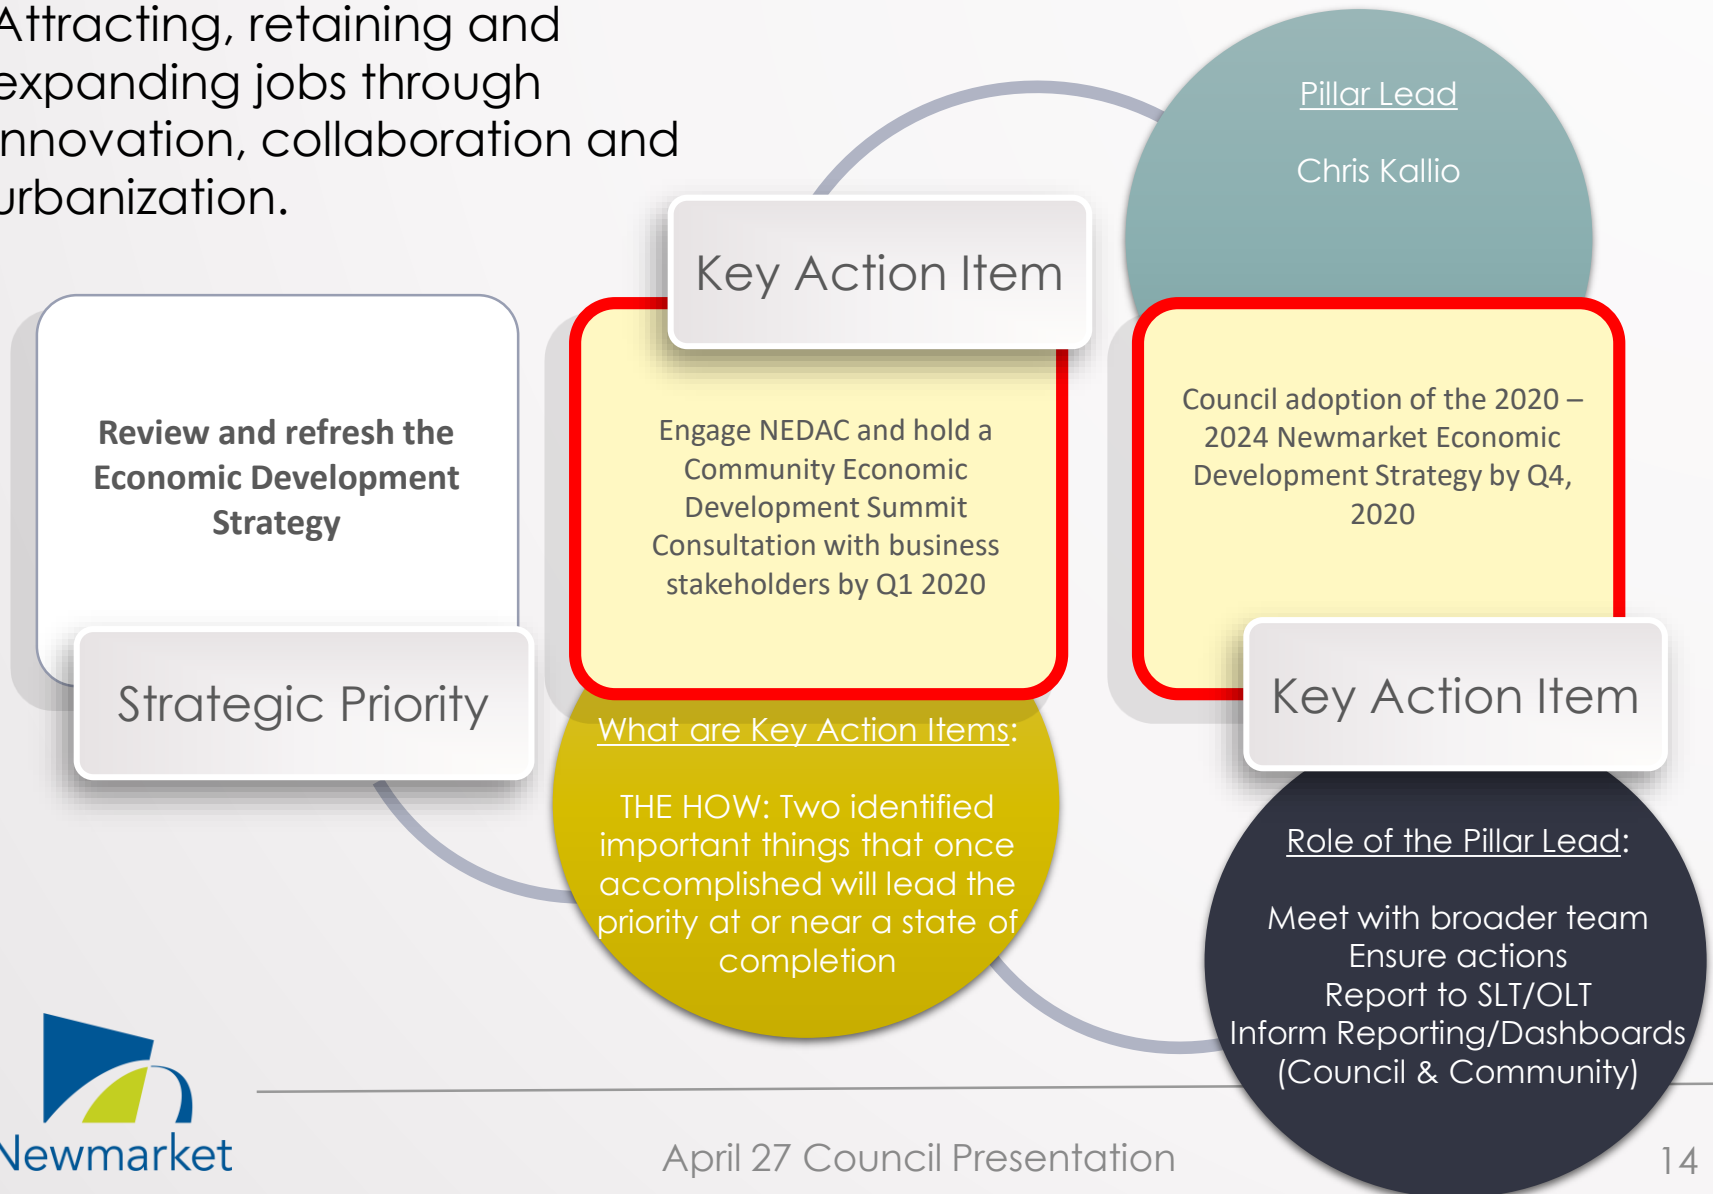 Attracting, retaining and
expanding jobs through
innovation, collaboration and
urbanization.
Pillar Lead
Chris Kallio
Key Action Item
Review and refresh the
Economic Development
Strategy
Strategic Priority
Engage NEDAC and hold a
Community Economic
Development Summit
Consultation with business
stakeholders by Q1 2020
Council adoption of the 2020 –
2024 Newmarket Economic
Development Strategy by Q4,
2020
Key Action Item
What are Key Action Items:
THE HOW: Two identified
important things that once
accomplished will lead the
priority at or near a state of
completion
Role of the Pillar Lead:
Meet with broader team
Ensure actions
Report to SLT/OLT
Inform Reporting/Dashboards
(Council & Community)
Newmarket
April 27 Council Presentation
14